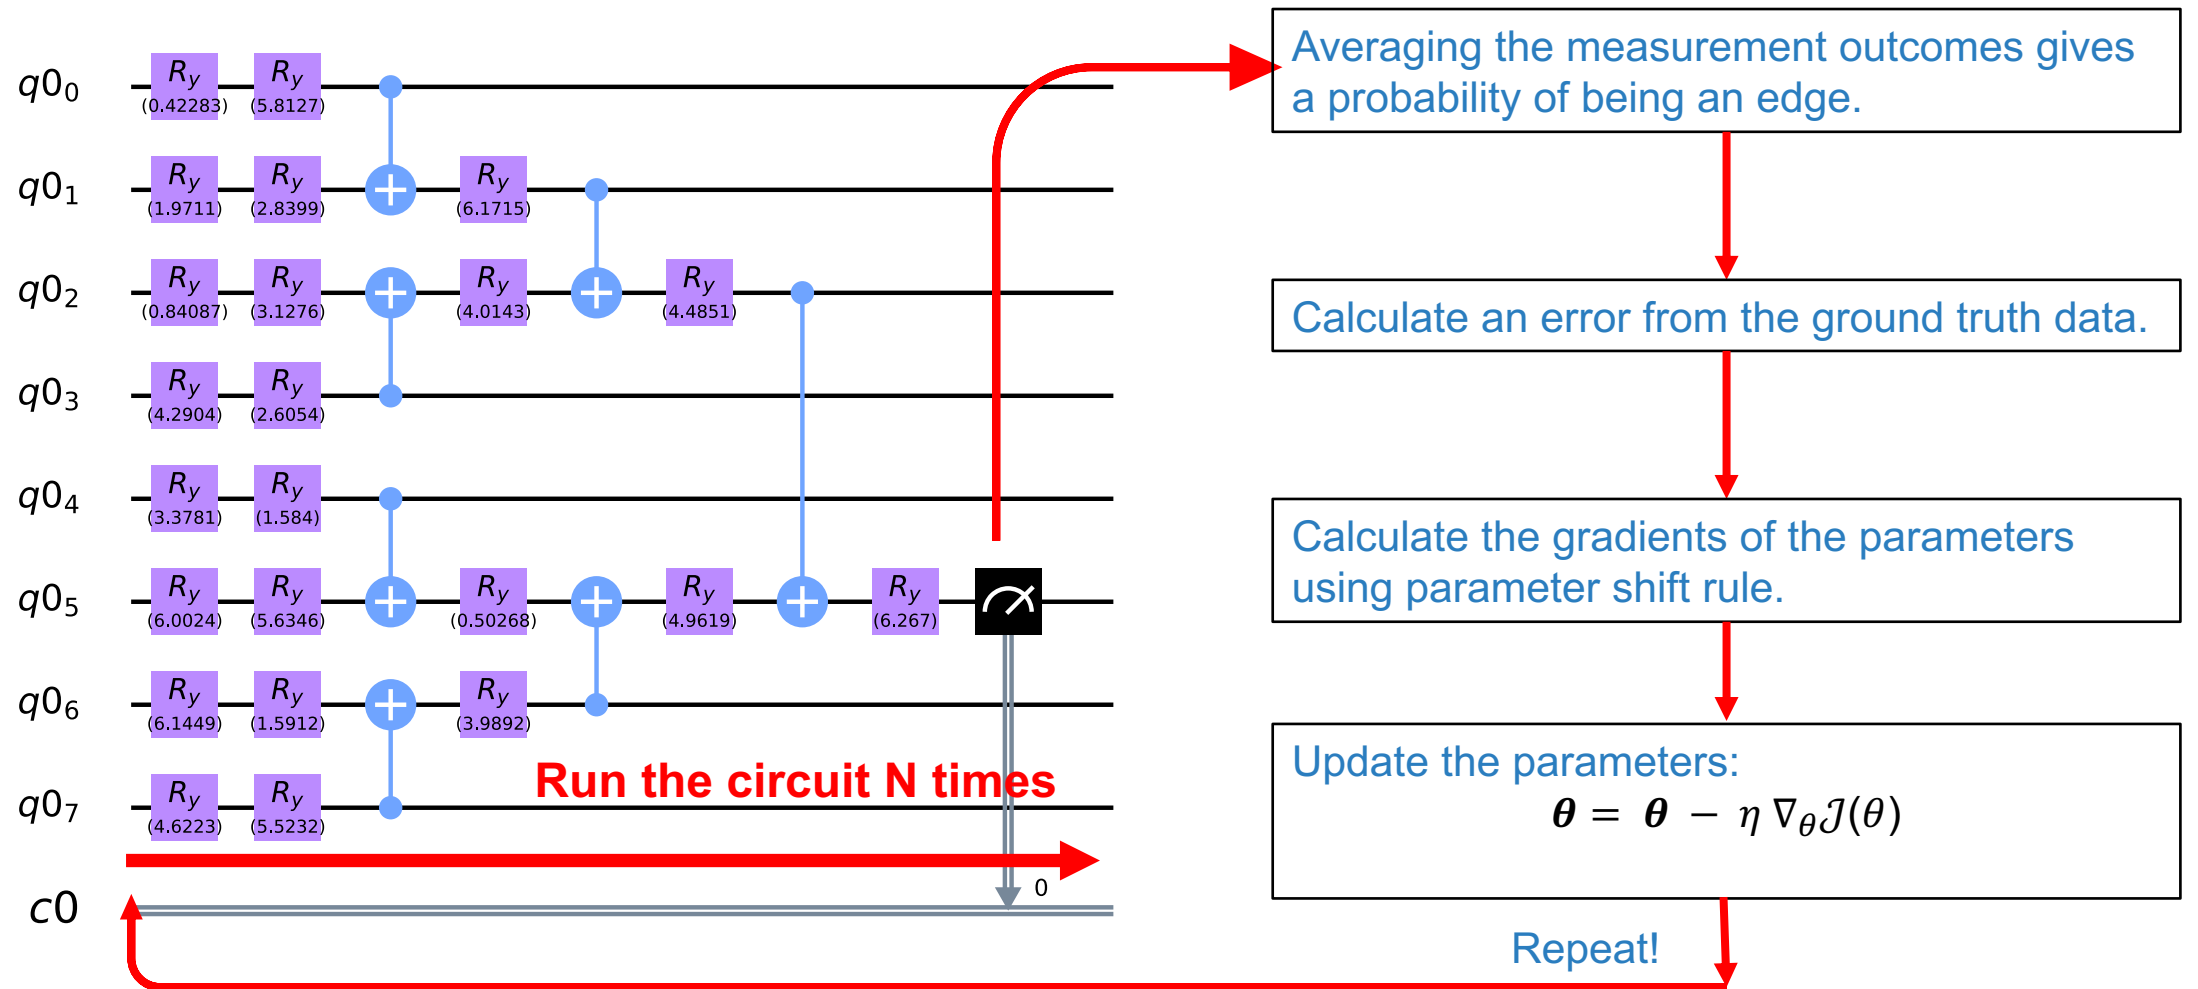 q0₀ R_y (0.42283) R_y (5.8127)
q0₁ R_y (1.9711) R_y (2.8399) R_y (6.1715)
q0₂ R_y (0.84087) R_y (3.1276) R_y (4.0143) R_y (4.4851)
q0₃ R_y (4.2904) R_y (2.6054)
q0₄ R_y (3.3781) R_y (1.584)
q0₅ R_y (6.0024) R_y (5.6346) R_y (0.50268) R_y (4.9619) R_y (6.267)
q0₆ R_y (6.1449) R_y (1.5912) R_y (3.9892)
q0₇ R_y (4.6223) R_y (5.5232)
Run the circuit N times
c0
0
Averaging the measurement outcomes gives
a probability of being an edge.
Calculate an error from the ground truth data.
Calculate the gradients of the parameters
using parameter shift rule.
Update the parameters:
θ = θ − η ∇_θ𝒥(θ)
Repeat!